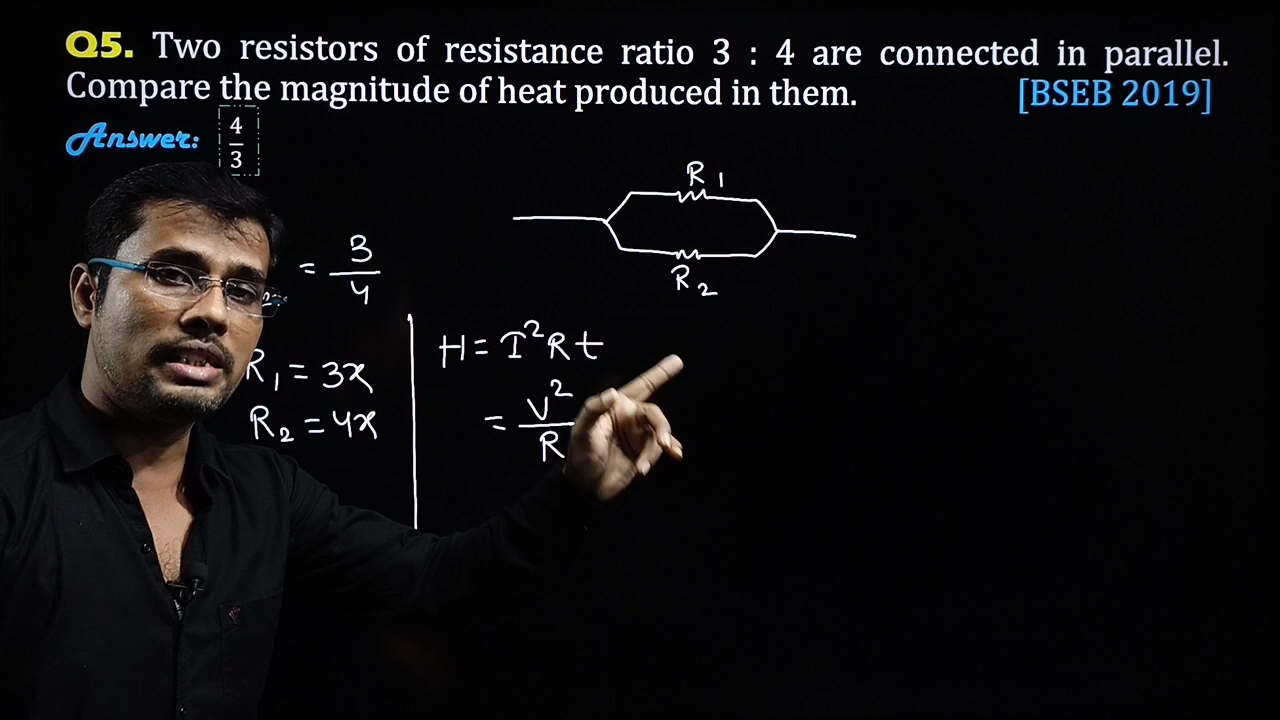 Q5. Two resistors of resistance ratio 3 : 4 are connected in parallel.
Compare the magnitude of heat produced in them. [BSEB 2019]
Answer: 4/3
R1
R2
= 3/4
R1 = 3x
R2 = 4x
H = I²Rt
= V²/R